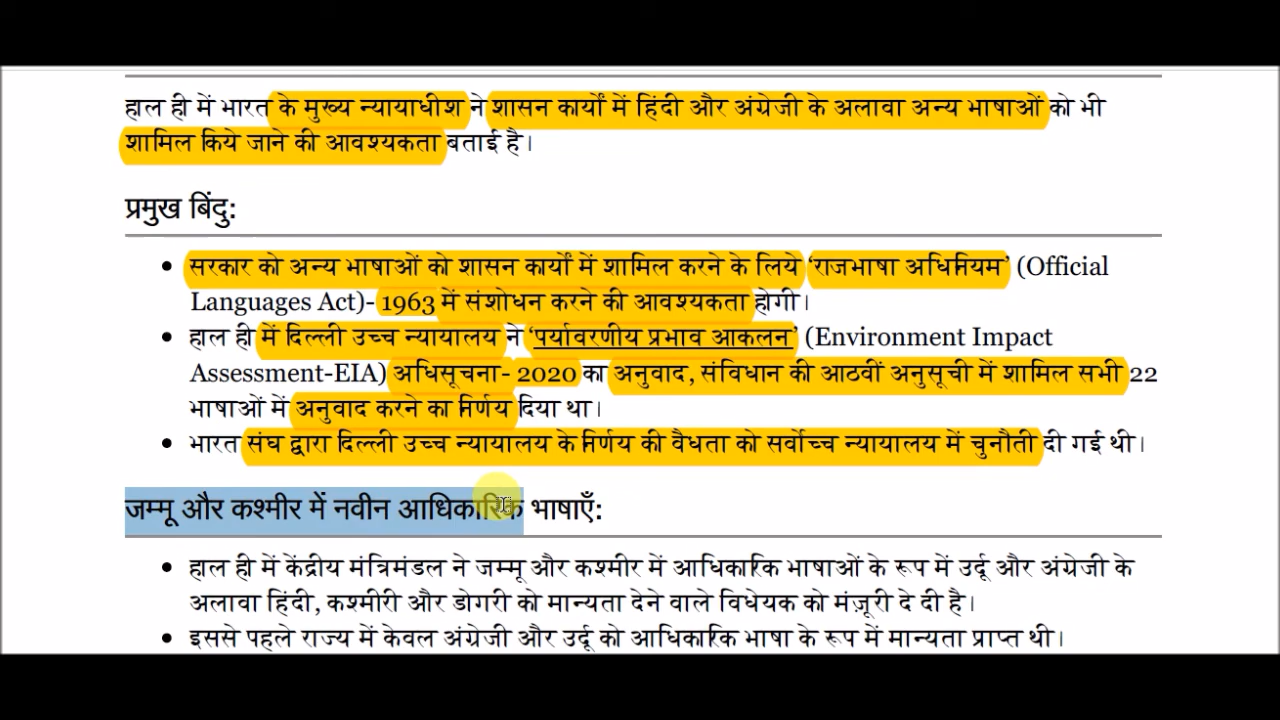 हाल ही में भारत के मुख्य न्यायाधीश ने शासन कार्यों में हिंदी और अंग्रेजी के अलावा अन्य भाषाओं को भी
शामिल किये जाने की आवश्यकता बताई है।
प्रमुख बिंदु:
• सरकार को अन्य भाषाओं को शासन कार्यों में शामिल करने के लिये ‘राजभाषा अधिनियम’ (Official
Languages Act)- 1963 में संशोधन करने की आवश्यकता होगी।
• हाल ही में दिल्ली उच्च न्यायालय ने ‘पर्यावरणीय प्रभाव आकलन’ (Environment Impact
Assessment-EIA) अधिसूचना- 2020 का अनुवाद, संविधान की आठवीं अनुसूची में शामिल सभी 22
भाषाओं में अनुवाद करने का निर्णय दिया था।
• भारत संघ द्वारा दिल्ली उच्च न्यायालय के निर्णय की वैधता को सर्वोच्च न्यायालय में चुनौती दी गई थी।
जम्मू और कश्मीर में नवीन आधिकारिक भाषाएँ:
• हाल ही में केंद्रीय मंत्रिमंडल ने जम्मू और कश्मीर में आधिकारिक भाषाओं के रूप में उर्दू और अंग्रेजी के
अलावा हिंदी, कश्मीरी और डोगरी को मान्यता देने वाले विधेयक को मंज़ूरी दे दी है।
• इससे पहले राज्य में केवल अंग्रेजी और उर्दू को आधिकारिक भाषा के रूप में मान्यता प्राप्त थी।